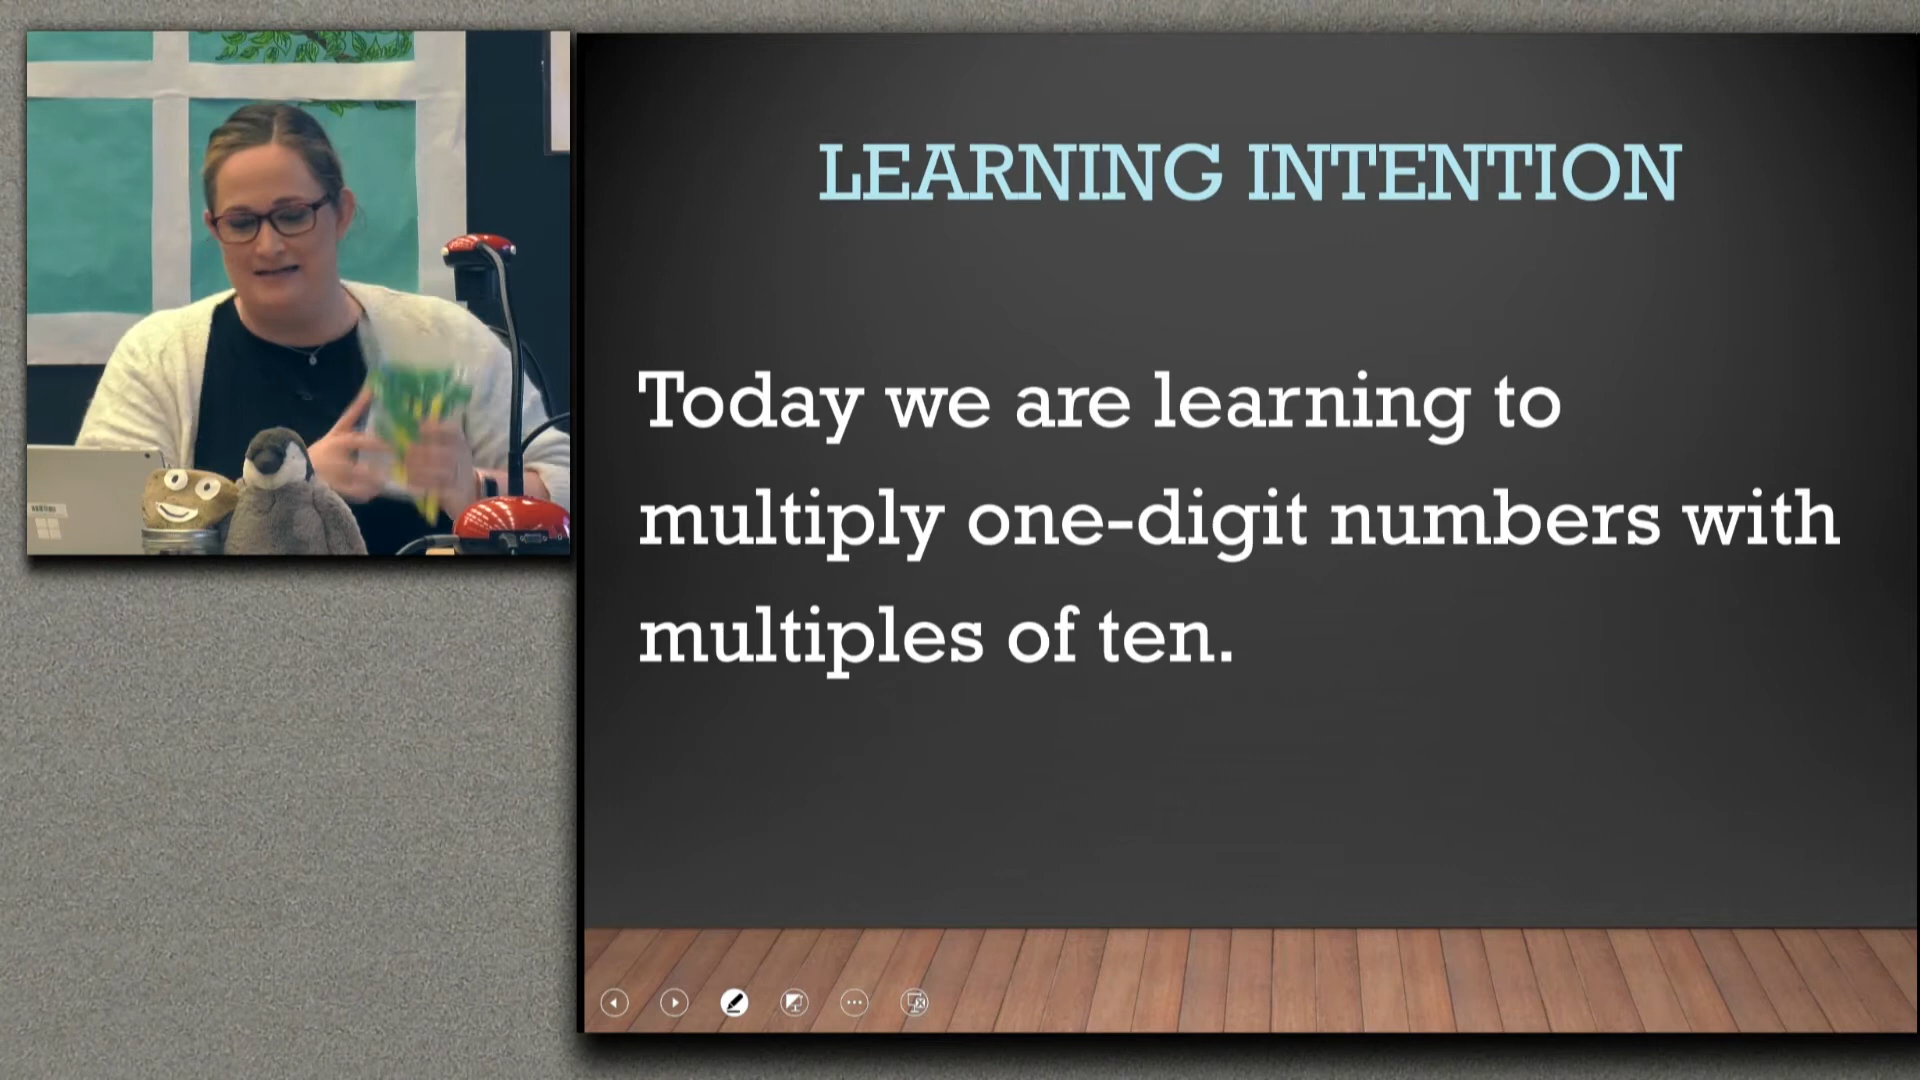 LEARNING INTENTION
Today we are learning to
multiply one-digit numbers with
multiples of ten.